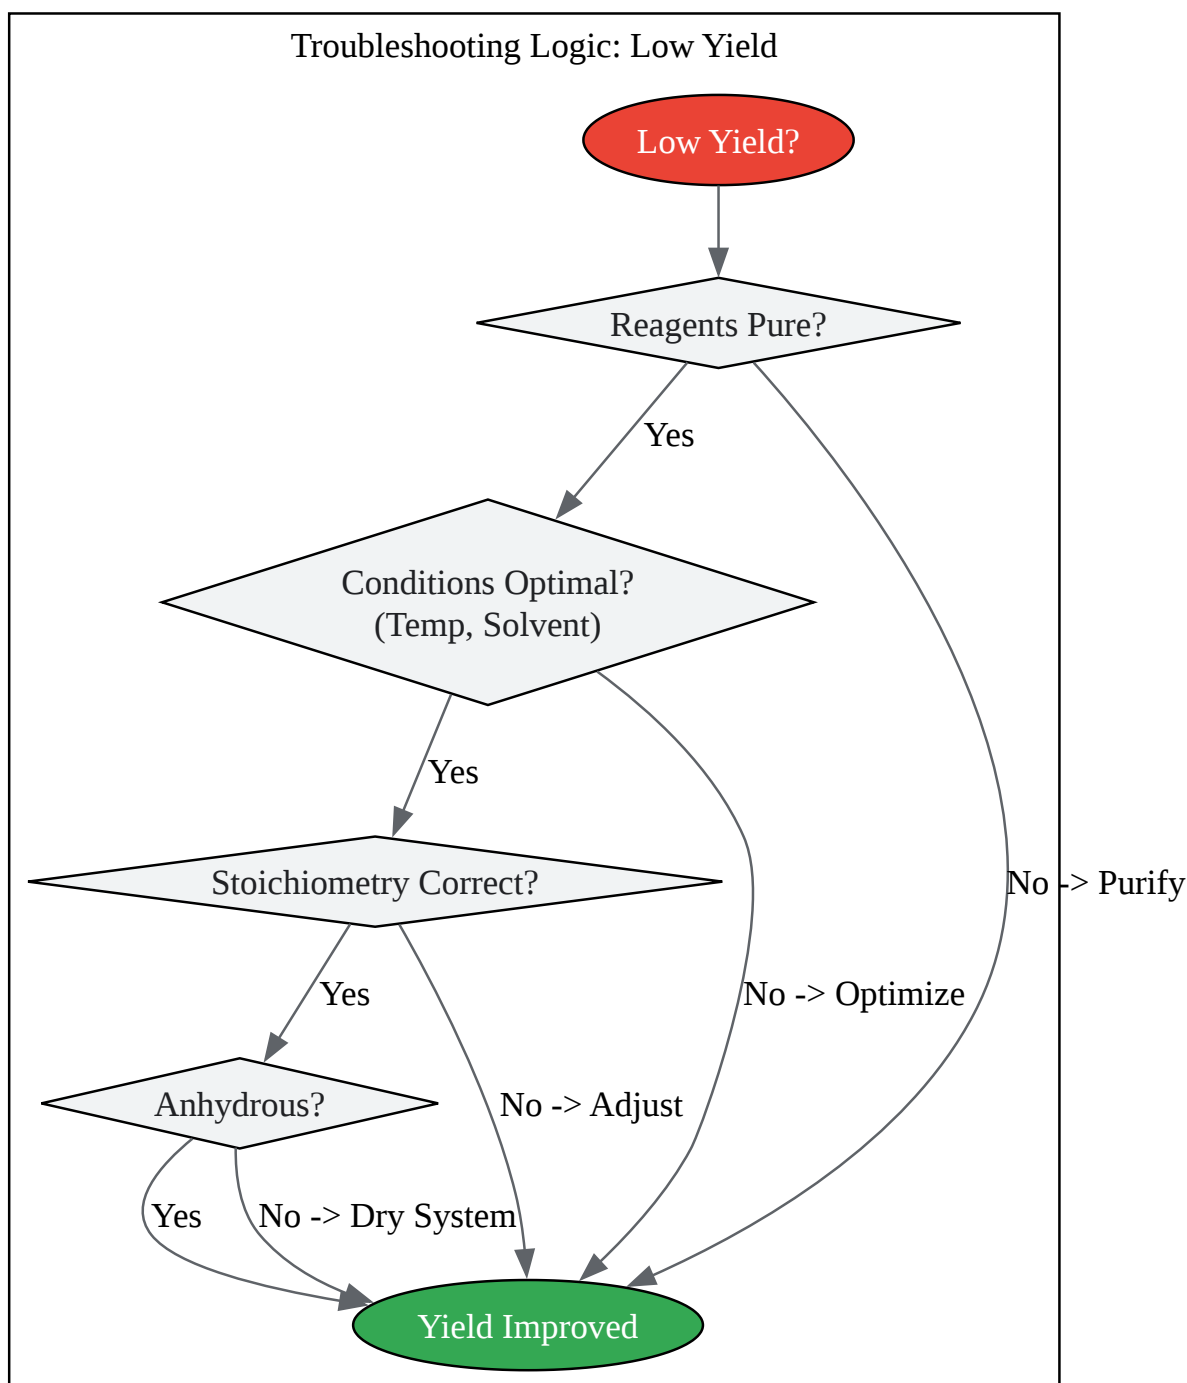 Troubleshooting Logic: Low Yield
Low Yield?
Reagents Pure?
Yes
Conditions Optimal?
(Temp, Solvent)
Yes
Stoichiometry Correct?
No -> Purify
Yes
No -> Optimize
Anhydrous?
No -> Adjust
Yes
No -> Dry System
Yield Improved